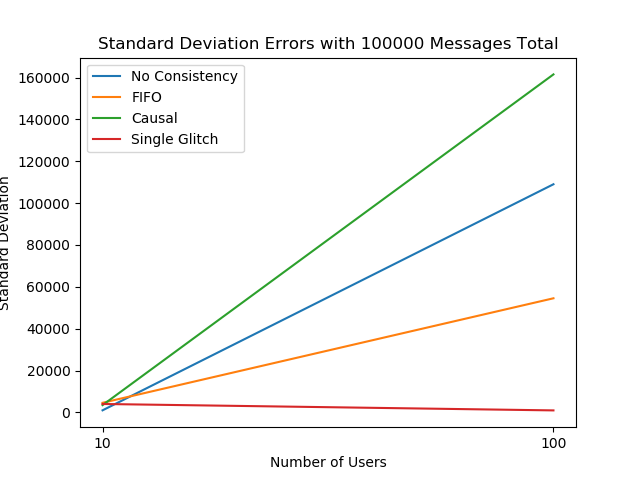 Standard Deviation Errors with 100000 Messages Total
No Consistency
FIFO
Causal
Single Glitch
160000
140000
120000
100000
80000
60000
40000
20000
0
Standard Deviation
10
100
Number of Users